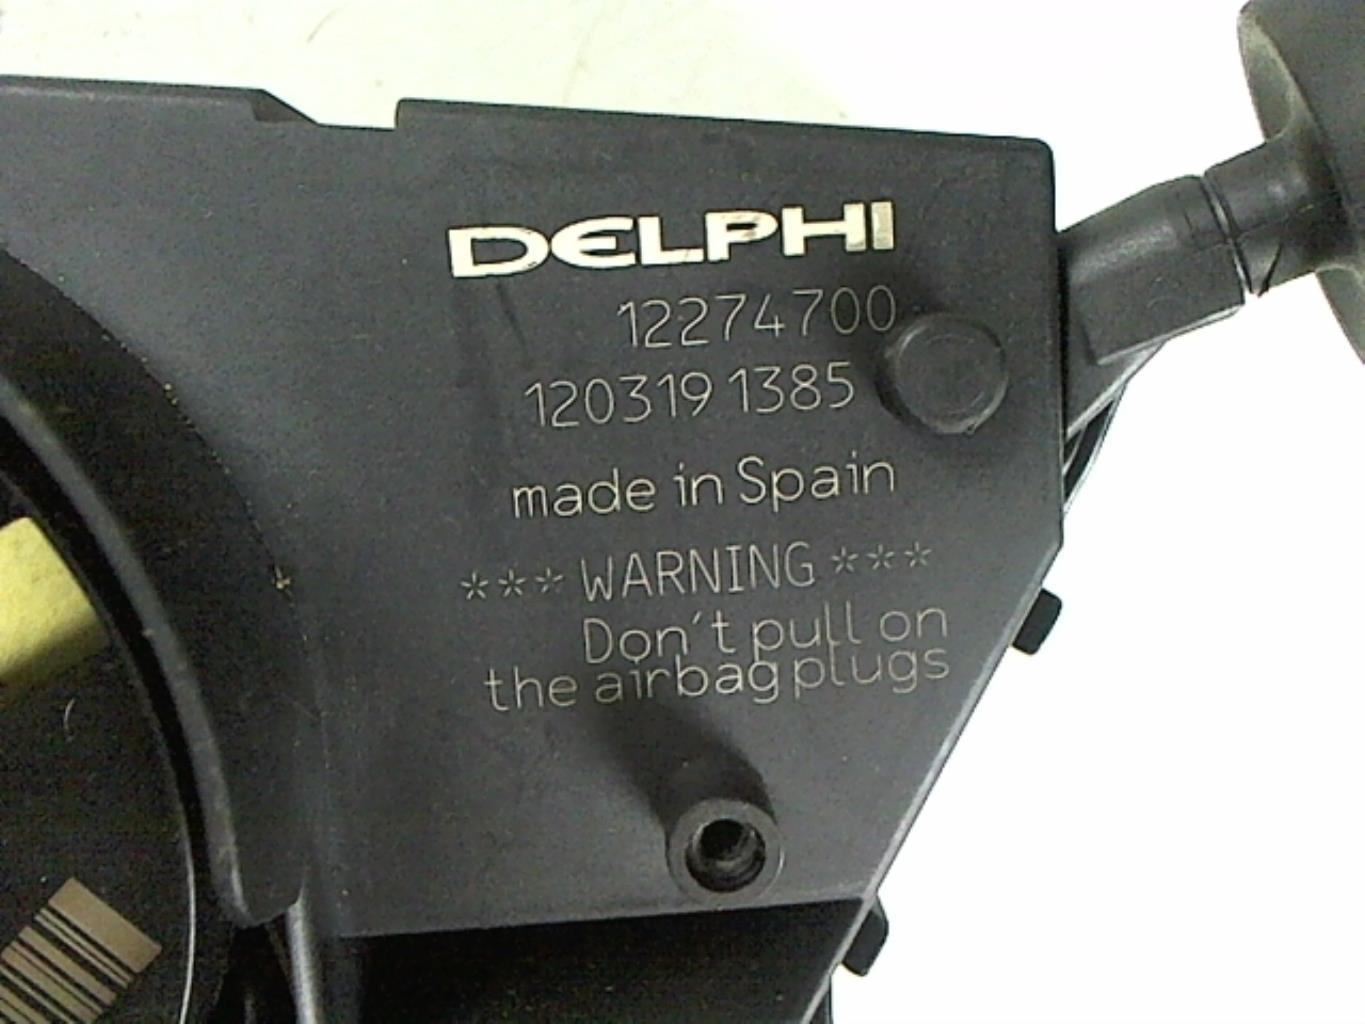 DELPHI
12274700
120319 1385
made in Spain
*** WARNING ***
Don't pull on
the airbag plugs